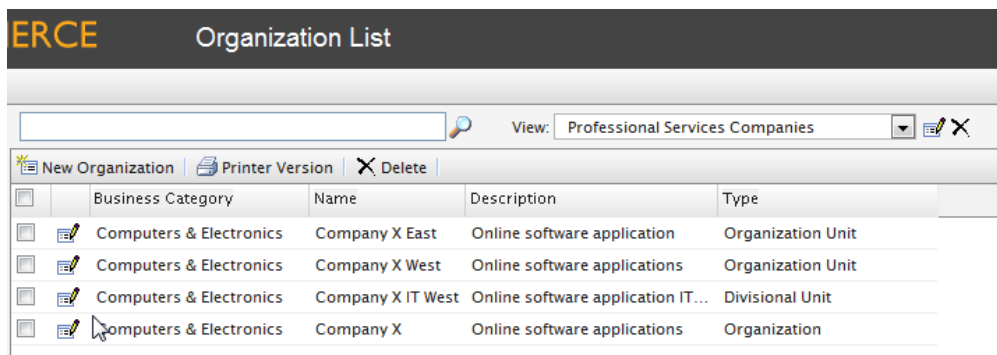 ERCE Organization List
View: Professional Services Companies
New Organization Printer Version Delete
Business Category Name Description Type
Computers & Electronics Company X East Online software application Organization Unit
Computers & Electronics Company X West Online software applications Organization Unit
Computers & Electronics Company X IT West Online software application IT... Divisional Unit
Computers & Electronics Company X Online software applications Organization